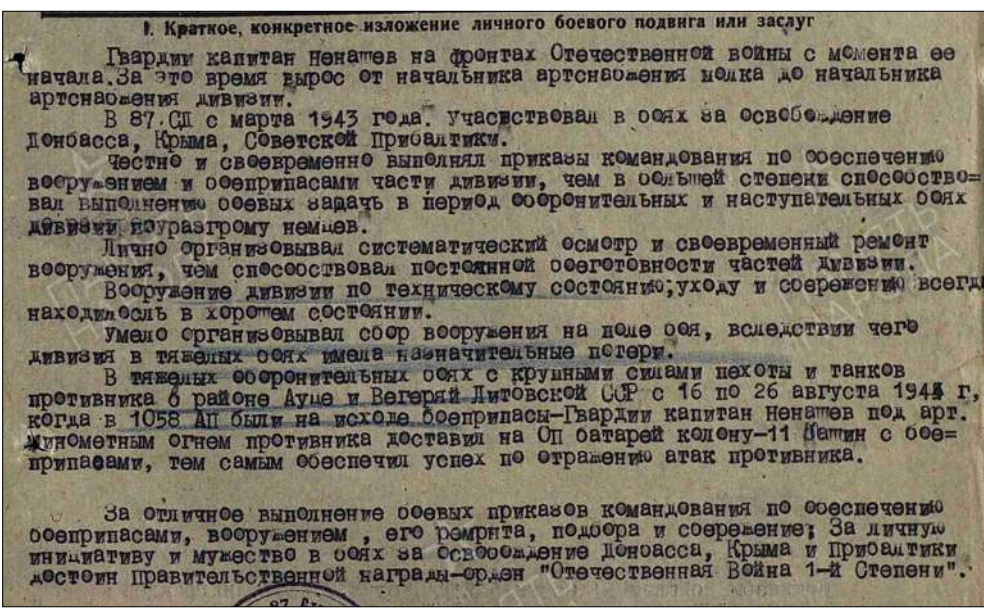 I. Краткое, конкретное изложение личного боевого подвига или заслуг
Гвардии капитан Ненашев на фронтах Отечественной войны с момента ее
начала.За это время вырос от начальника артснабжения полка до начальника
артснабжения дивизии.
В 87.СД с марта 1943 года. Учасвствовал в боях за освобождение
Донбасса, Крыма, Советской Прибалтики.
Честно и своевременно выполнял приказы командования по обеспечению
вооружением и боеприпасами части дивизии, чем в большей степени способство=
вал выполнению боевых задачь в период оборонительных и наступательных боях
дивизии поуразгрому немцев.
Лично организовывал систематический осмотр и своевременный ремонт
вооружения, чем способствовал постоянной боеготовности частей дивизии.
Вооружение дивизии по техническому состоянию;уходу и сбережению всегда
находилось в хорошем состоянии.
Умело организовывал сбор вооружения на поле боя, вследствии чего
дивизия в тяжелых боях имела назначительные потери.
В тяжелых оборонительных боях с крупными силами пехоты и танков
противника в районе Ауце и Вегеряй Литовской ССР с 16 по 26 августа 1944 г,
когда в 1058 АП были на исходе боеприпасы-Гвардии капитан Ненашев под арт.
минометным огнем противника доставил на ОП батарей колону-11 машин с бое=
припасами, тем самым обеспечил успех по отражению атак противника.
За отличное выполнение боевых приказов командования по обеспечению
боеприпасами, вооружением , его ремрнта, подбора и сбережение; За личную
инициативу и мужество в боях за освобождение Донбасса, Крыма и Прибалтики
достоин правительственной награды-орден "Отечественная Война 1-й Степени".